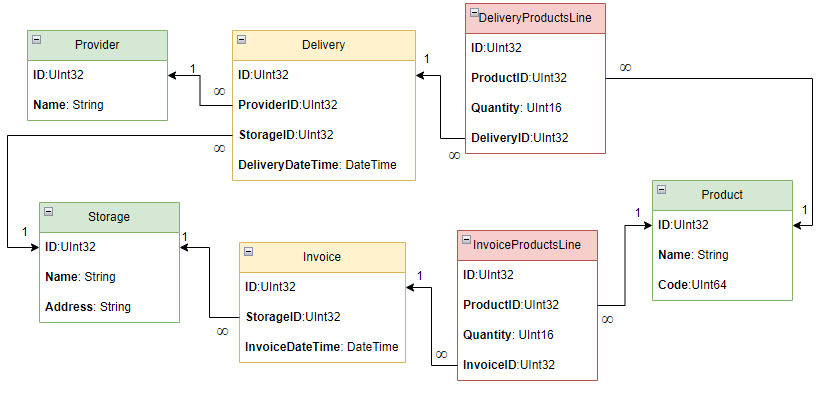 Provider
ID:UInt32
Name: String
Delivery
ID:UInt32
ProviderID:UInt32
StorageID:UInt32
DeliveryDateTime: DateTime
DeliveryProductsLine
ID:UInt32
ProductID:UInt32
Quantity: UInt16
DeliveryID:UInt32
Product
ID:UInt32
Name: String
Code:UInt64
Storage
ID:UInt32
Name: String
Address: String
Invoice
ID:UInt32
StorageID:UInt32
InvoiceDateTime: DateTime
InvoiceProductsLine
ID:UInt32
ProductID:UInt32
Quantity: UInt16
InvoiceID:UInt32
1
∞
1
∞
∞
1
∞
1
1
∞
1
∞
1
∞